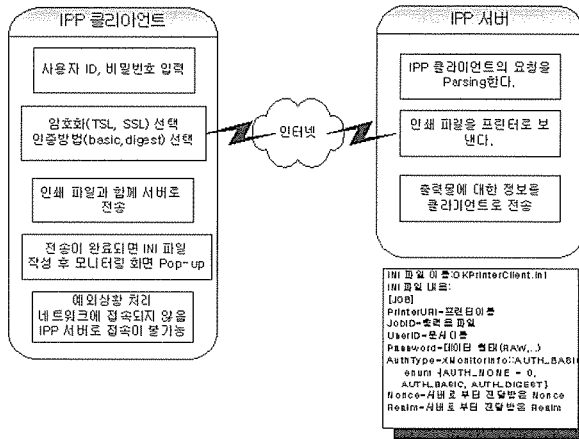 IPP 클라이언트
사용자 ID, 비밀번호 입력
암호화(TSL, SSL) 선택
인증방법(basic,digest) 선택
인쇄 파일과 함께 서버로
전송
전송이 완료되면 INI 파일
작성 후 모니터링 화면 Pop-up
예외상황 처리
네트워크에 접속되지 않음
IPP 서버로 접속이 불가능
인터넷
IPP 서버
IPP 클라이언트의 요청을
Parsing한다.
인쇄 파일을 프린터로 보
낸다.
출력물에 대한 정보를
클라이언트로 전송
INI 파일 이름:OKPrinterClient.ini
INI 파일 내용:
[JOB]
PrinterURI=프린터이름
JobID=출력물 파일
UserID=문서이름
Password=데이터 형태(RAW,..)
AuthType=XMonitorInfo::AUTH_BASIC
enum {AUTH_NONE = 0,
AUTH_BASIC, AUTH_DIGEST}
Nonce=서버로 부터 전달받은 Nonce
Realm=서버로 부터 전달받은 Realm